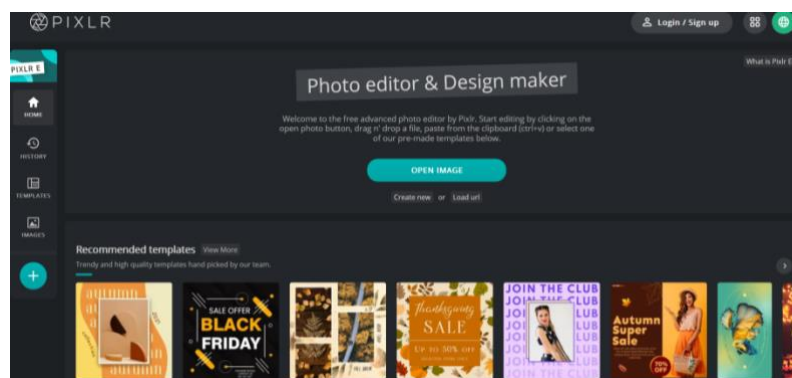 PIXLR
Login / Sign up
What is Pixlr E
PIXLR E
HOME
HISTORY
TEMPLATES
IMAGES
Photo editor & Design maker
Welcome to the free advanced photo editor by Pixlr. Start editing by clicking on the
open photo button, drag n' drop a file, paste from the clipboard (ctrl+v) or select one
of our pre-made templates below.
OPEN IMAGE
Create new or Load url
Recommended templates View More
Trendy and high quality templates hand picked by our team.
SALE OFFER
BLACK
FRIDAY
Thanksgiving
SALE
UP TO 50% OFF
JOIN THE CLUB
JOIN THE CLUB
Autumn
Super
Sale
70%
OFF